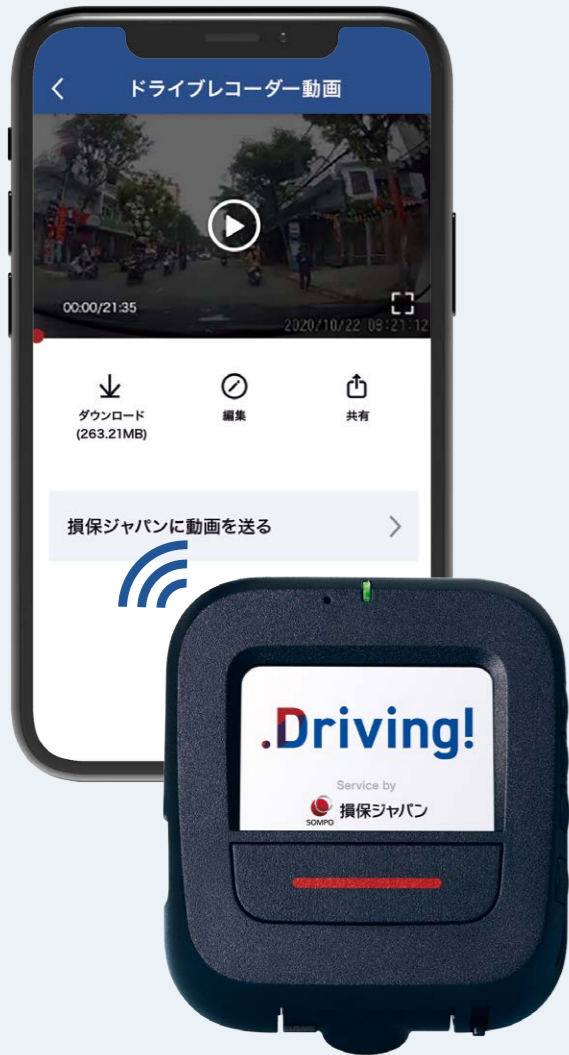 ドライブレコーダー動画
00:00/21:35
2020/10/22 08:21:12
ダウンロード
(263.21MB)
編集
共有
損保ジャパンに動画を送る
.Driving!
Service by
SOMPO 損保ジャパン